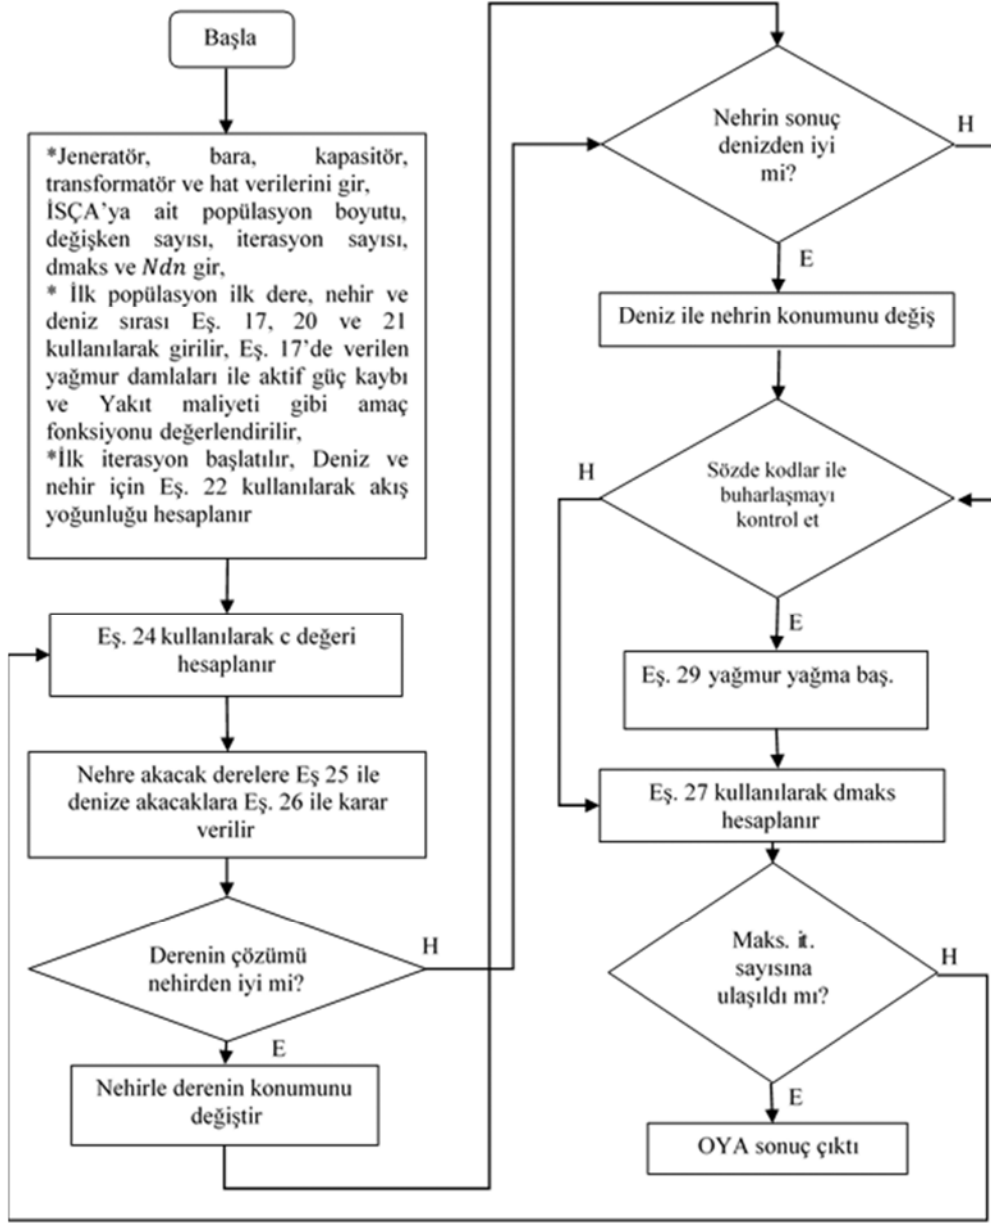 Başla
*Jeneratör, bara, kapasitör,
transformatör ve hat verilerini gir,
İSÇA'ya ait popülasyon boyutu,
değişken sayısı, iterasyon sayısı,
dmaks ve Ndn gir,
* İlk popülasyon ilk dere, nehir ve
deniz sırası Eş. 17, 20 ve 21
kullanılarak girilir, Eş. 17'de verilen
yağmur damlaları ile aktif güç kaybı
ve Yakıt maliyeti gibi amaç
fonksiyonu değerlendirilir,
*İlk iterasyon başlatılır, Deniz ve
nehir için Eş. 22 kullanılarak akış
yoğunluğu hesaplanır
Eş. 24 kullanılarak c değeri
hesaplanır
Nehre akacak derelere Eş 25 ile
denize akacaklara Eş. 26 ile karar
verilir
Derenin çözümü
nehirden iyi mi?
H
E
Nehirle derenin konumunu
değiştir
Nehrin sonuç
denizden iyi
mi?
H
E
Deniz ile nehrin konumunu değiş
Sözde kodlar ile
buharlaşmayı
kontrol et
H
E
Eş. 29 yağmur yağma baş.
Eş. 27 kullanılarak dmaks
hesaplanır
Maks. it.
sayısına
ulaşıldı mı?
H
E
OYA sonuç çıktı